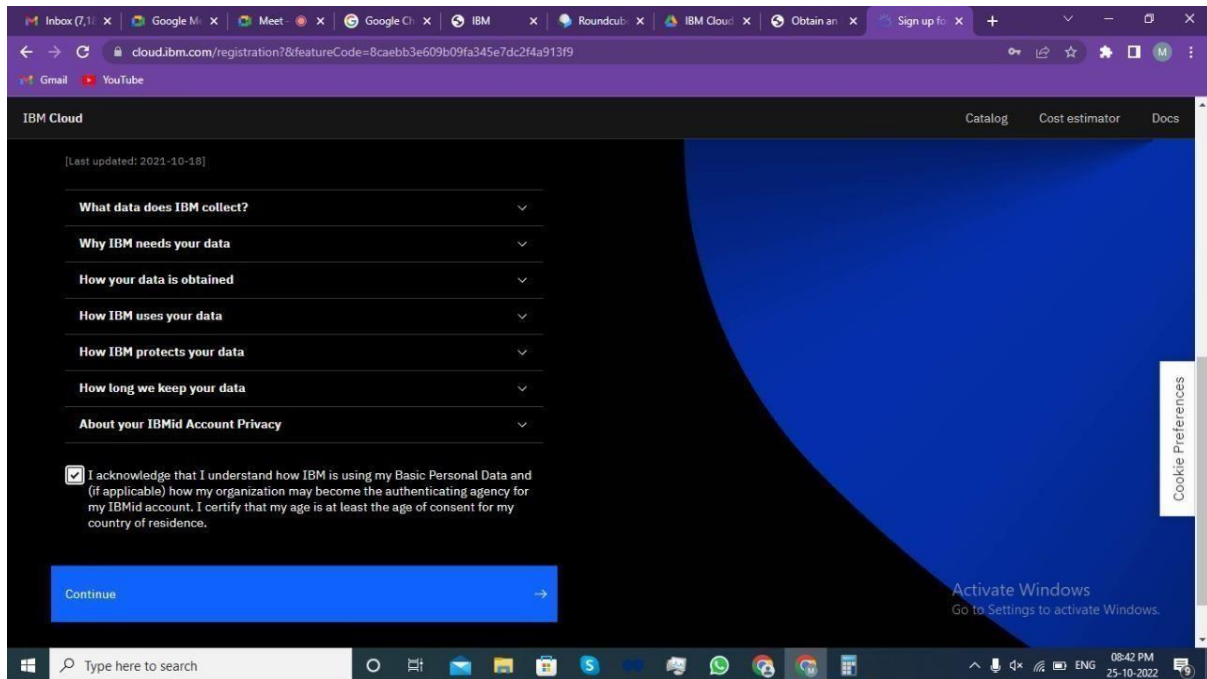 Inbox (7,1
Google Me
Meet -
Google Ch
IBM
Roundcub
IBM Cloud
Obtain an
Sign up fo
cloud.ibm.com/registration?&featureCode=8caebb3e609b09fa345e7dc2f4a913f9
M
Gmail
YouTube
IBM Cloud
Catalog
Cost estimator
Docs
[Last updated: 2021-10-18]
What data does IBM collect?
Why IBM needs your data
How your data is obtained
How IBM uses your data
How IBM protects your data
How long we keep your data
About your IBMid Account Privacy
I acknowledge that I understand how IBM is using my Basic Personal Data and
(if applicable) how my organization may become the authenticating agency for
my IBMid account. I certify that my age is at least the age of consent for my
country of residence.
Cookie Preferences
Continue
Activate Windows
Go to Settings to activate Windows.
Type here to search
ENG
08:42 PM
25-10-2022